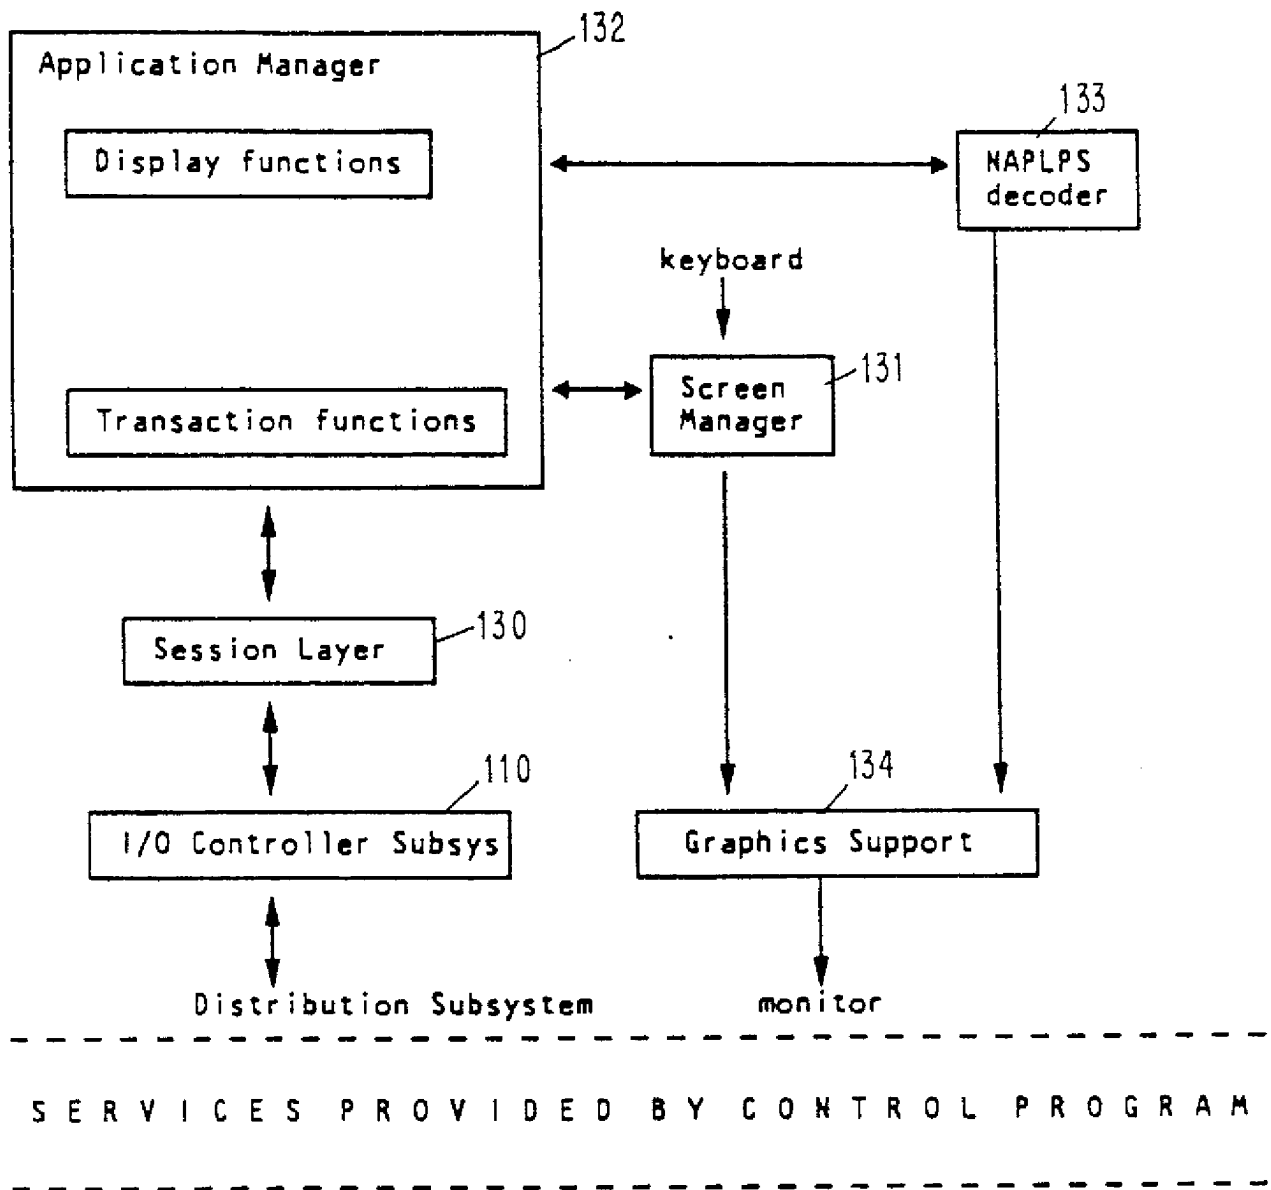 132
Application Manager
133
Display functions
NAPLPS
decoder
keyboard
131
Screen
Manager
Transaction functions
130
Session Layer
110
134
I/O Controller Subsys
Graphics Support
Distribution Subsystem
monitor
SERVICES PROVIDED BY CONTROL PROGRAM